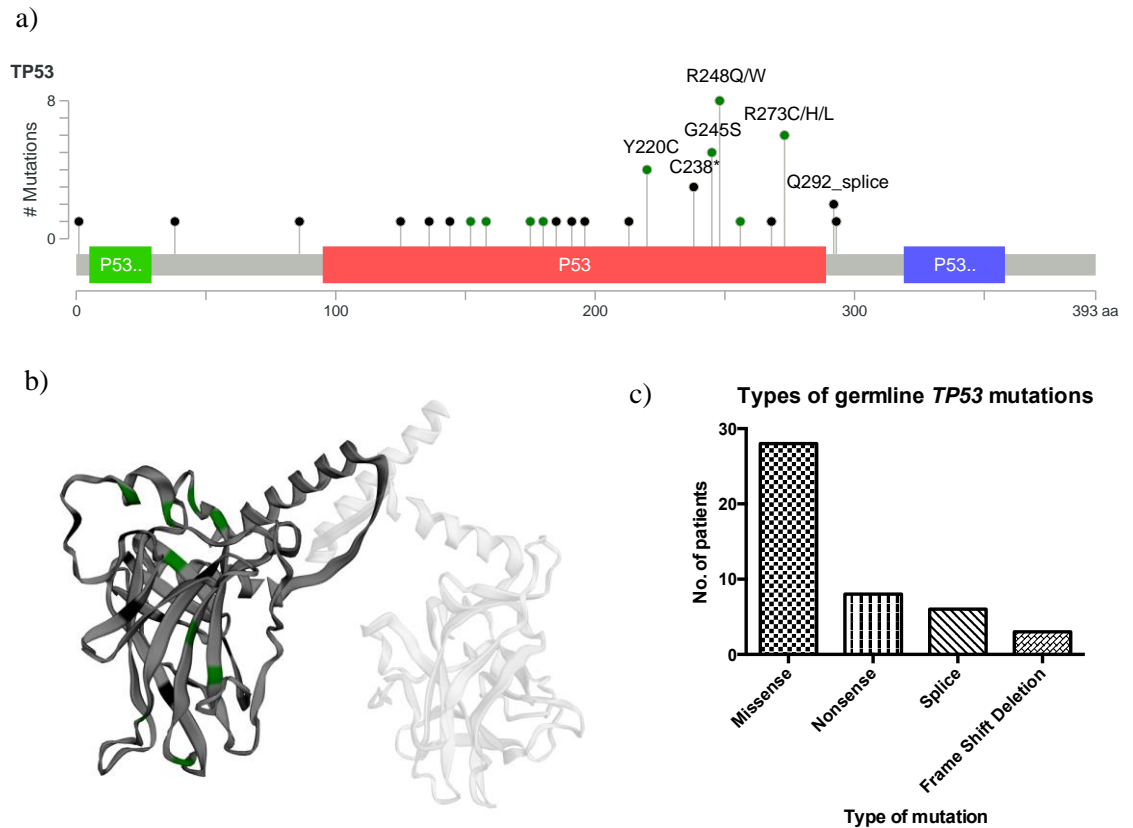 a)
TP53
# Mutations
8
0
R248Q/W
R273C/H/L
G245S
Y220C
C238*
Q292_splice
P53..
P53
P53..
0
100
200
300
393 aa
b)
c)
Types of germline TP53 mutations
No. of patients
30
20
10
0
Missense
Nonsense
Splice
Frame Shift Deletion
Type of mutation